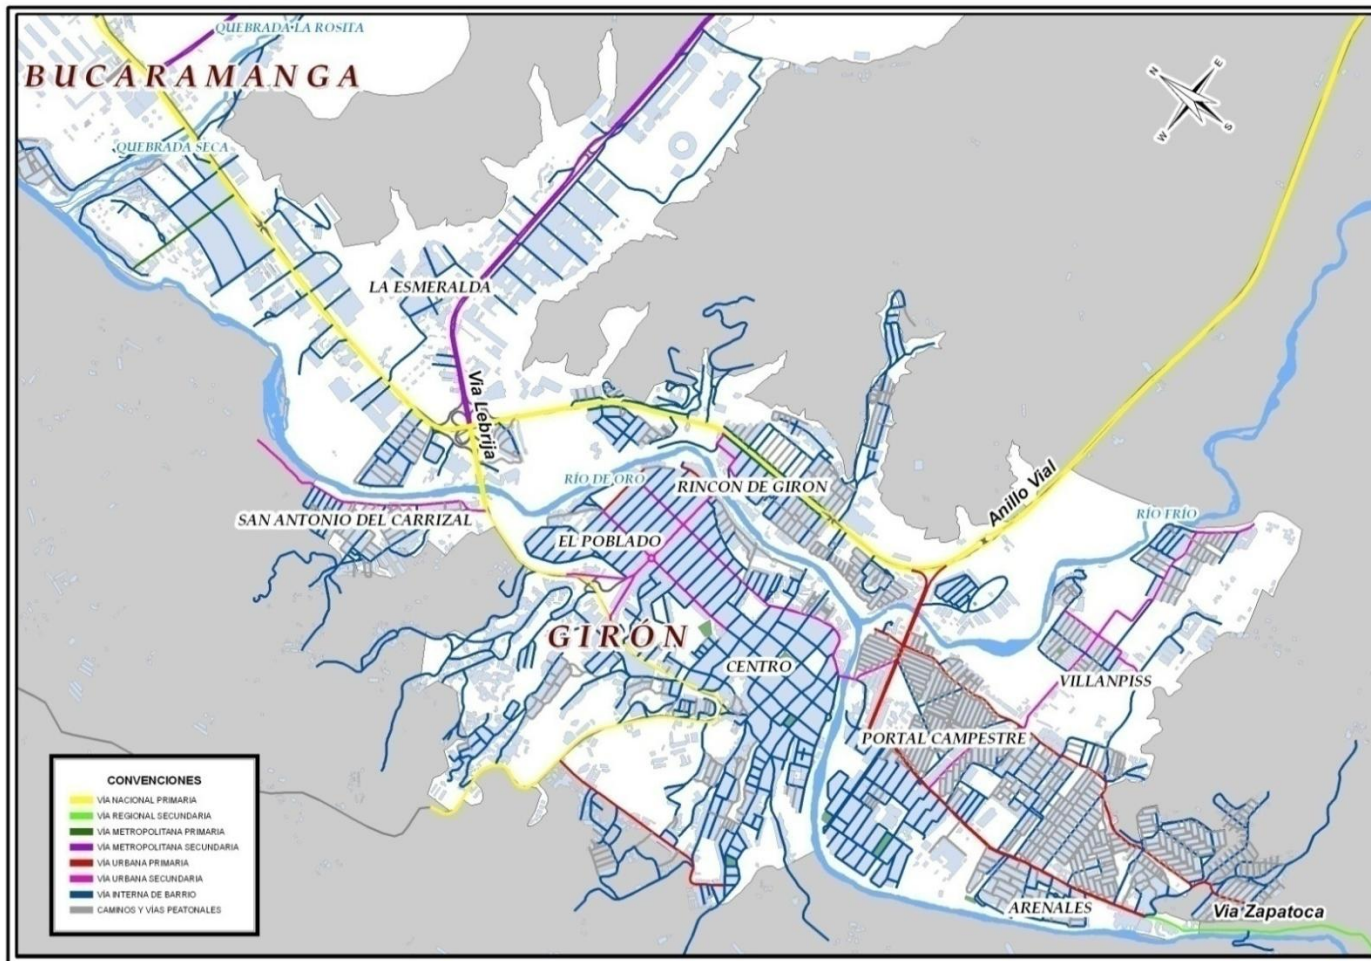 QUEBRADA LA ROSITA
BUCARAMANGA
N
E
W
S
QUEBRADA SECA
LA ESMERALDA
Via Lebrija
RÍO DE ORO
RINCON DE GIRON
Anillo Vial
RÍO FRÍO
SAN ANTONIO DEL CARRIZAL
EL POBLADO
GIRÓN
CENTRO
VILLANPISS
PORTAL CAMPESTRE
ARENALES
Via Zapatoca
CONVENCIONES
VÍA NACIONAL PRIMARIA
VÍA REGIONAL SECUNDARIA
VÍA METROPOLITANA PRIMARIA
VÍA METROPOLITANA SECUNDARIA
VÍA URBANA PRIMARIA
VÍA URBANA SECUNDARIA
VÍA INTERNA DE BARRIO
CAMINOS Y VÍAS PEATONALES